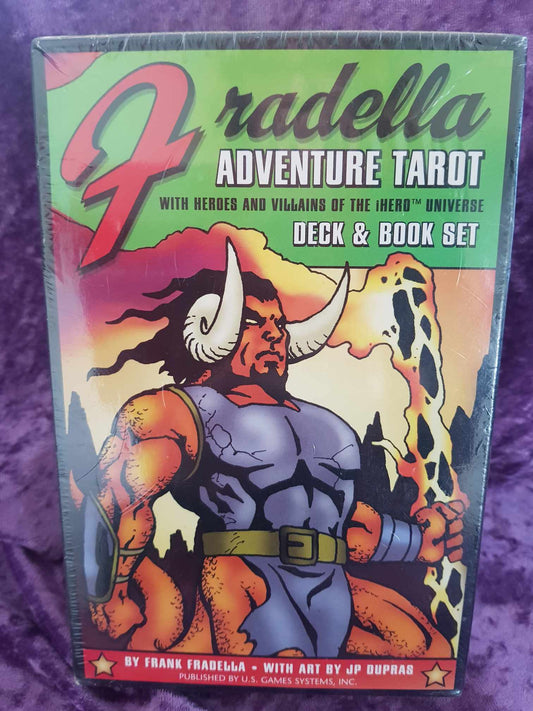 Fradella
ADVENTURE TAROT
WITH HEROES AND VILLAINS OF THE iHERO™ UNIVERSE
DECK & BOOK SET
BY FRANK FRADELLA • WITH ART BY JP DUPRAS
PUBLISHED BY U.S. GAMES SYSTEMS, INC.